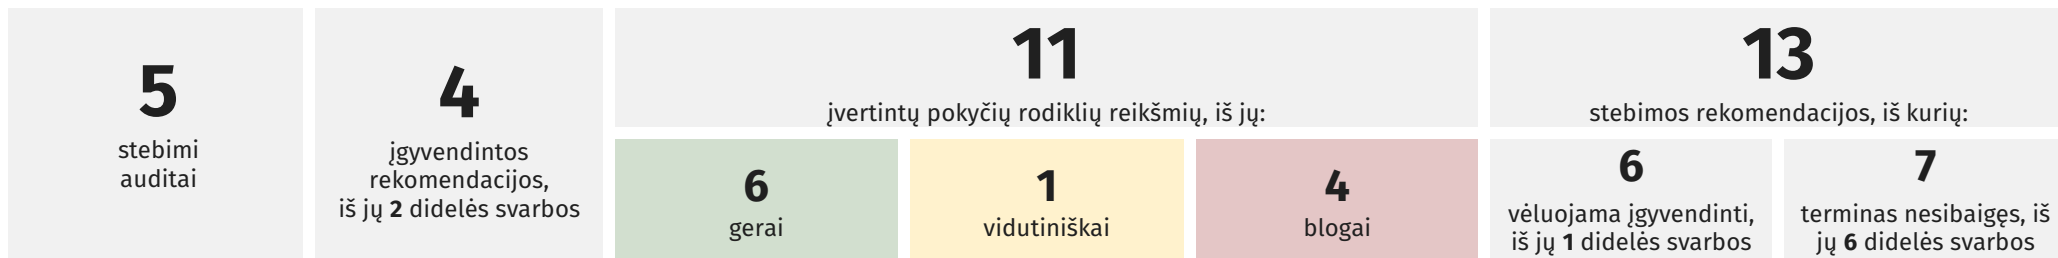 5
stebimi
auditai
4
įgyvendintos
rekomendacijos,
iš jų 2 didelės svarbos
11
įvertintų pokyčių rodiklių reikšmių, iš jų:
6
gerai
1
vidutiniškai
4
blogai
13
stebimos rekomendacijos, iš kurių:
6
vėluojama įgyvendinti,
iš jų 1 didelės svarbos
7
terminas nesibaigęs, iš
jų 6 didelės svarbos